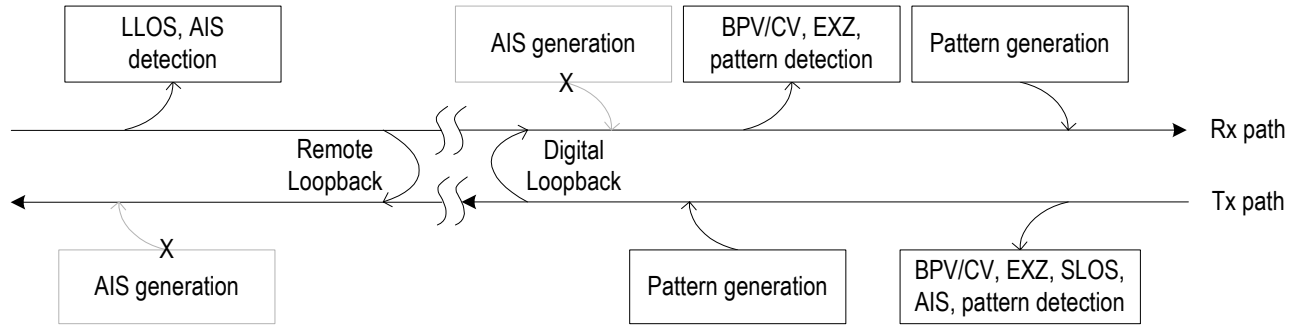 LLOS, AIS
detection
AIS generation
BPV/CV, EXZ,
pattern detection
Pattern generation
X
Rx path
Remote
Loopback
Digital
Loopback
Tx path
X
AIS generation
Pattern generation
BPV/CV, EXZ, SLOS,
AIS, pattern detection